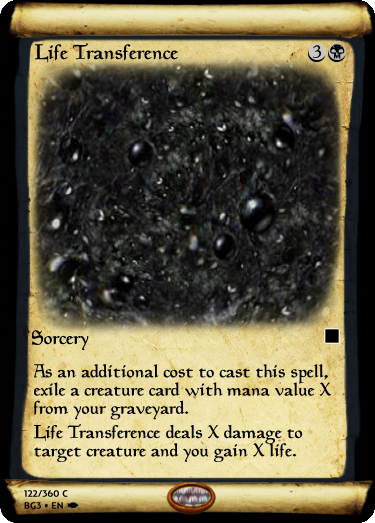 Life Transference 3
Sorcery
As an additional cost to cast this spell,
exile a creature card with mana value X
from your graveyard.
Life Transference deals X damage to
target creature and you gain X life.
122/360 C
BG3 • EN